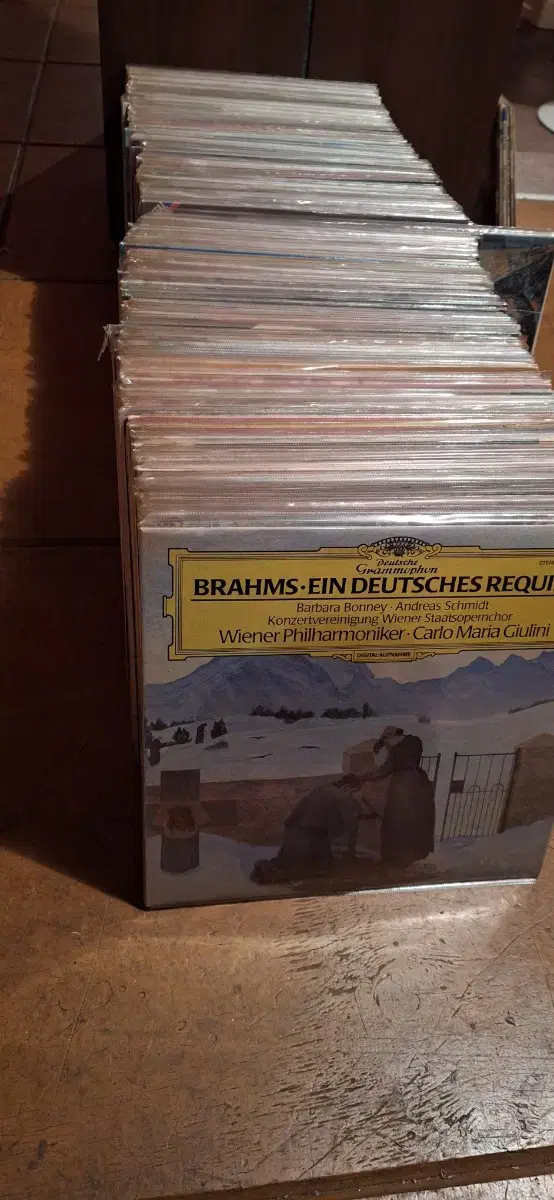 Deutsche
Grammophon
STERE
BRAHMS·EIN DEUTSCHES REQUI
Barbara Bonney · Andreas Schmidt
Konzertvereinigung Wiener Staatsopernchor
Wiener Philharmoniker · Carlo Maria Giulini
DIGITAL-AUFNAHME